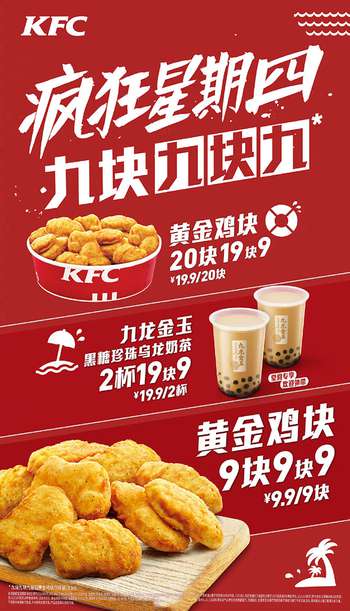 KFC
疯狂星期四
九块九块九*
黄金鸡块
20块19块9
¥19.9/20块
KFC
九龙金玉
黑糖珍珠乌龙奶茶
2杯19块9
¥19.9/2杯
黄金鸡块
9块9块9
¥9.9/9块